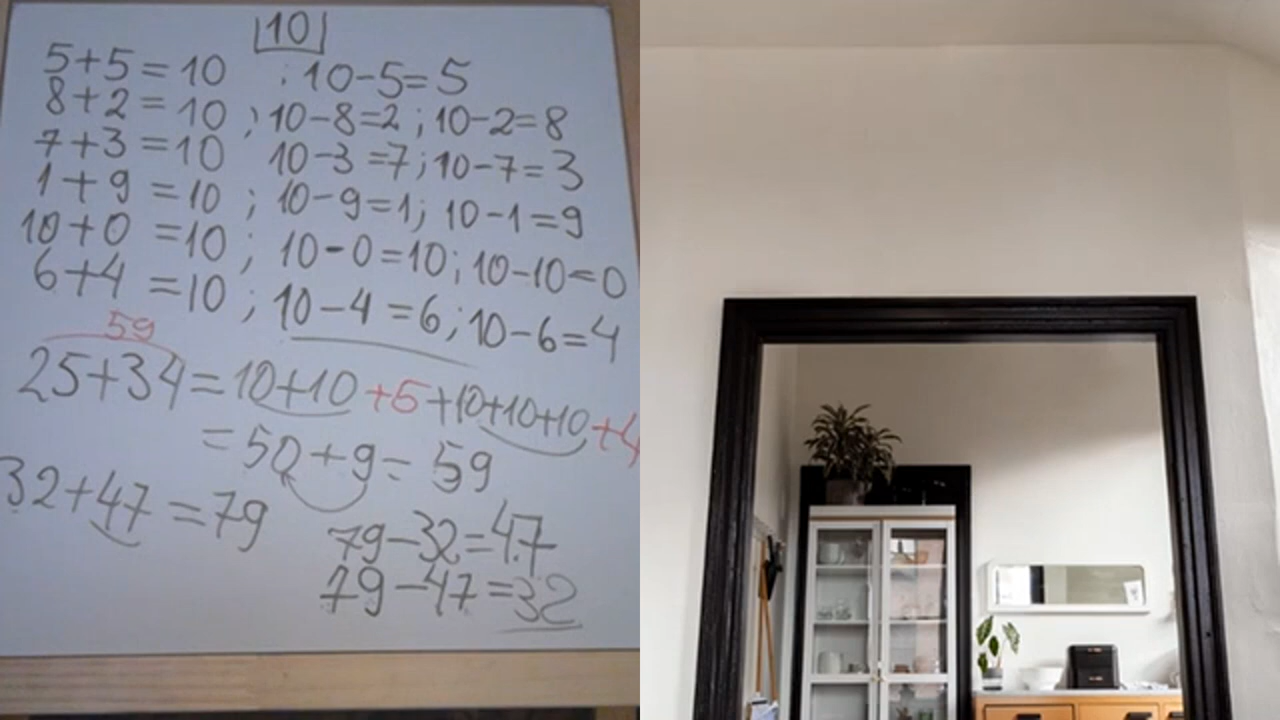 10
5+5=10 ; 10-5=5
8+2=10 ; 10-8=2 ; 10-2=8
7+3=10 10-3=7 ; 10-7=3
1+9=10 ; 10-9=1 ; 10-1=9
10+0=10 ; 10-0=10 ; 10-10=0
6+4=10 ; 10-4=6 ; 10-6=4
59
25+34=10+10+5+10+10+10+4
=50+9=59
32+47=79
79-32=47
79-47=32